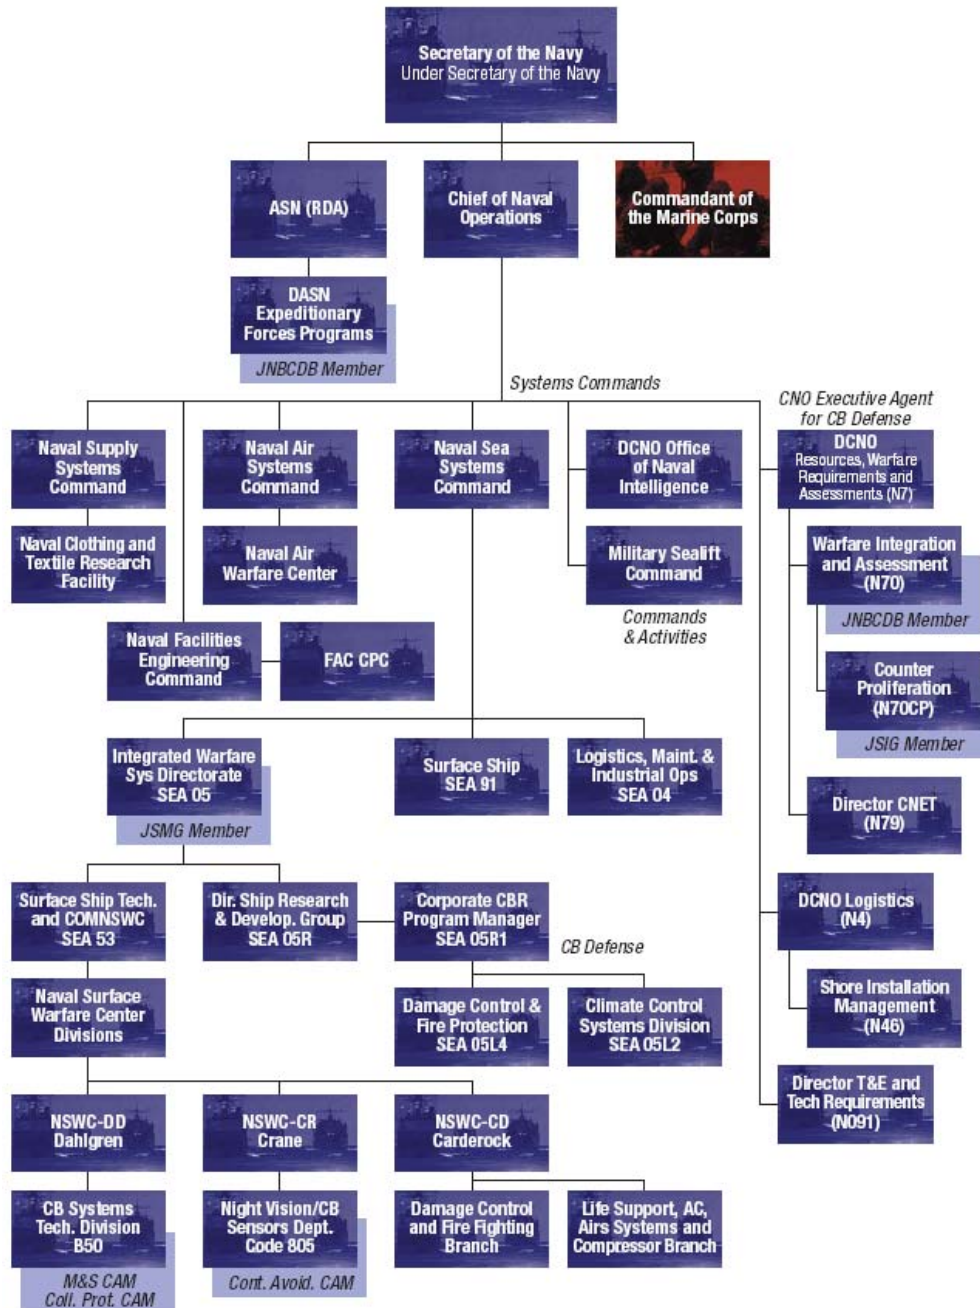 Secretary of the Navy
Under Secretary of the Navy
ASN (RDA)
Chief of Naval
Operations
Commandant of
the Marine Corps
DASN
Expeditionary
Forces Programs
JNBCDB Member
Systems Commands
CNO Executive Agent
for CB Defense
Naval Supply
Systems
Command
Naval Air
Systems
Command
Naval Sea
Systems
Command
DCNO Office
of Naval
Intelligence
DCNO
Resources, Warfare
Requirements and
Assessments (N7)
Naval Clothing and
Textile Research
Facility
Naval Air
Warfare Center
Military Sealift
Command
Commands
& Activities
Warfare Integration
and Assessment
(N70)
JNBCDB Member
Naval Facilities
Engineering
Command
FAC CPC
Counter
Proliferation
(N70CP)
JSIG Member
Integrated Warfare
Sys Directorate
SEA 05
JSMG Member
Surface Ship
SEA 91
Logistics, Maint. &
Industrial Ops
SEA 04
Director CNET
(N79)
Surface Ship Tech.
and COMNSWC
SEA 53
Dir. Ship Research
& Develop. Group
SEA 05R
Corporate CBR
Program Manager
SEA 05R1
CB Defense
DCNO Logistics
(N4)
Naval Surface
Warfare Center
Divisions
Damage Control &
Fire Protection
SEA 05L4
Climate Control
Systems Division
SEA 05L2
Shore Installation
Management
(N46)
NSWC-DD
Dahlgren
NSWC-CR
Crane
NSWC-CD
Carderock
Director T&E and
Tech Requirements
(N091)
CB Systems
Tech. Division
B50
M&S CAM
Coll. Prot. CAM
Night Vision/CB
Sensors Dept.
Code 805
Cont. Avoid. CAM
Damage Control
and Fire Fighting
Branch
Life Support, AC,
Airs Systems and
Compressor Branch